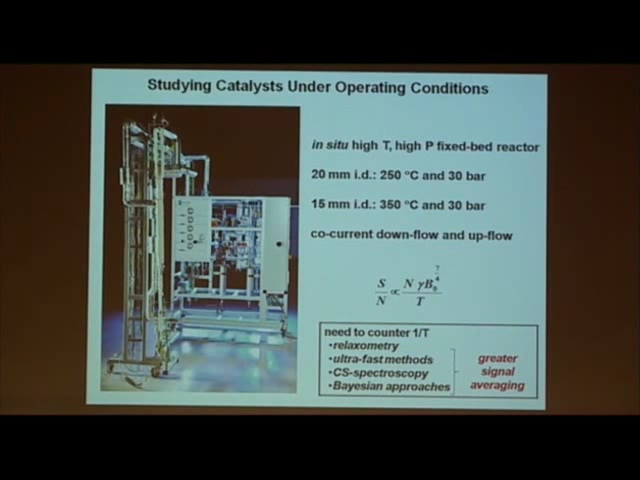 Studying Catalysts Under Operating Conditions
in situ high T, high P fixed-bed reactor
20 mm i.d.: 250 °C and 30 bar
15 mm i.d.: 350 °C and 30 bar
co-current down-flow and up-flow
S/N ∝ N γB₀^(7/4) / T
need to counter 1/T
•relaxometry
•ultra-fast methods
•CS-spectroscopy
•Bayesian approaches
greater
signal
averaging